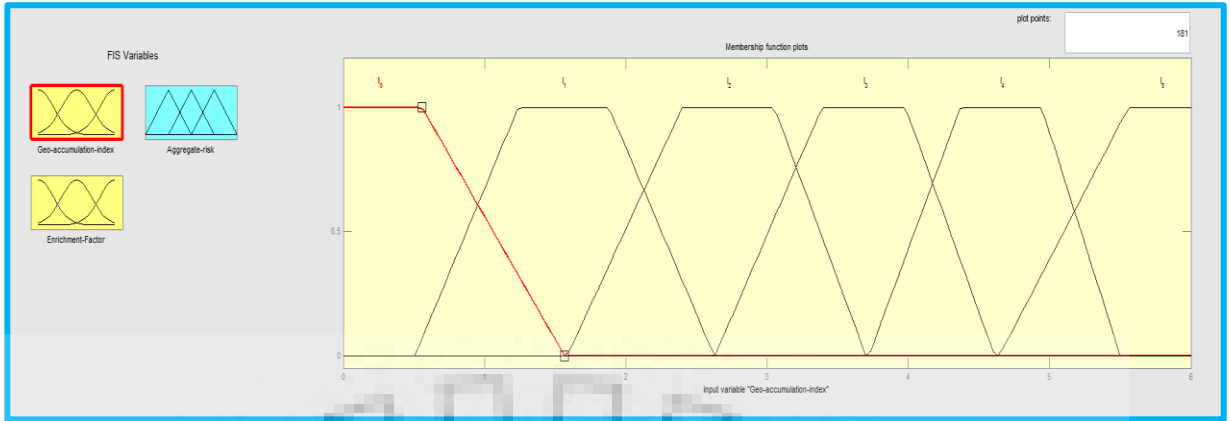 plot points:
181
FIS Variables
Membership function plots
I0 I1 I2 I3 I4 I5
1
Geo-accumulation-index Aggregate-risk
0.5
Enrichment-Factor
0
0 1 2 3 4 5 6
input variable "Geo-accumulation-index"